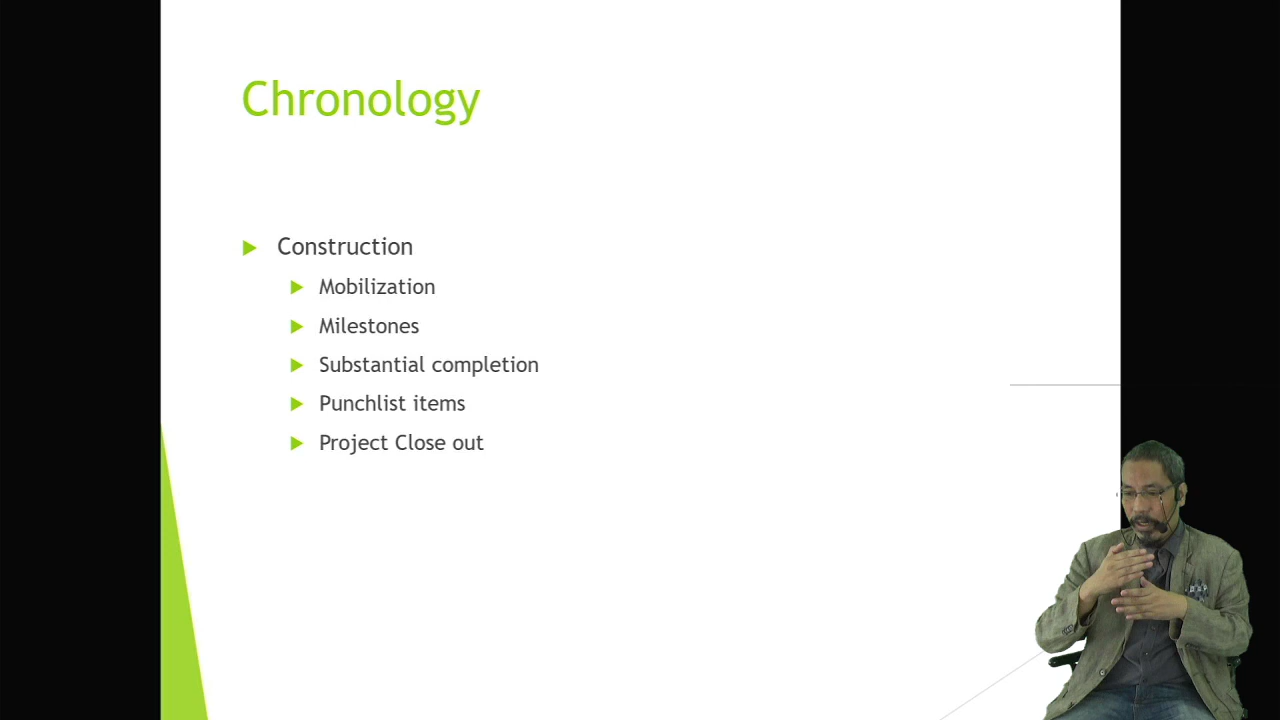 Chronology
Construction
Mobilization
Milestones
Substantial completion
Punchlist items
Project Close out